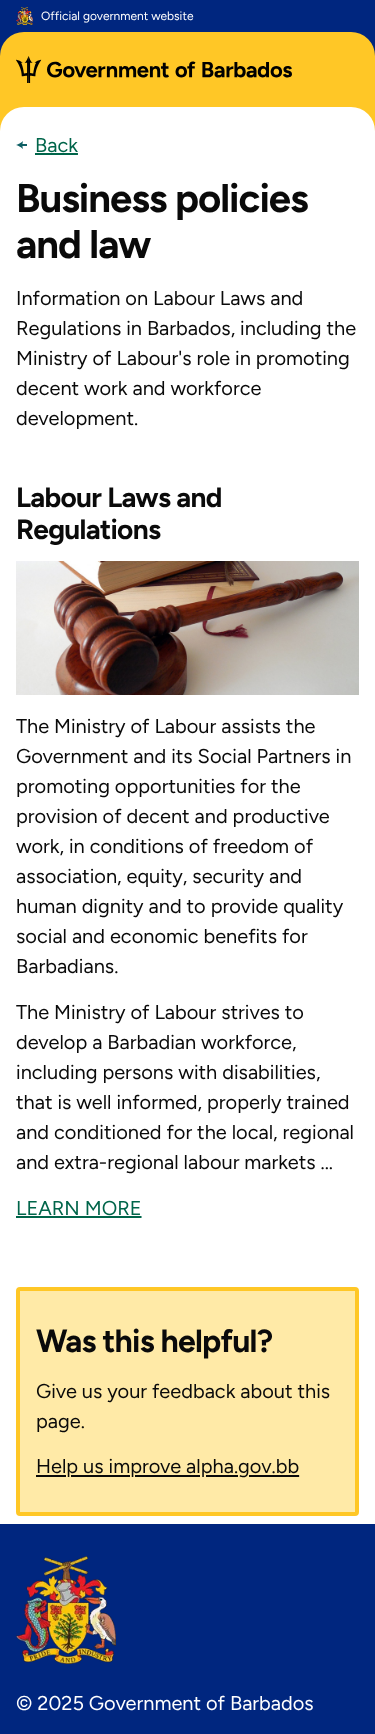 Official government website
Government of Barbados
← Back
Business policies
and law
Information on Labour Laws and
Regulations in Barbados, including the
Ministry of Labour's role in promoting
decent work and workforce
development.
Labour Laws and
Regulations
The Ministry of Labour assists the
Government and its Social Partners in
promoting opportunities for the
provision of decent and productive
work, in conditions of freedom of
association, equity, security and
human dignity and to provide quality
social and economic benefits for
Barbadians.
The Ministry of Labour strives to
develop a Barbadian workforce,
including persons with disabilities,
that is well informed, properly trained
and conditioned for the local, regional
and extra-regional labour markets ...
LEARN MORE
Was this helpful?
Give us your feedback about this
page.
Help us improve alpha.gov.bb
PRIDE AND INDUSTRY
© 2025 Government of Barbados